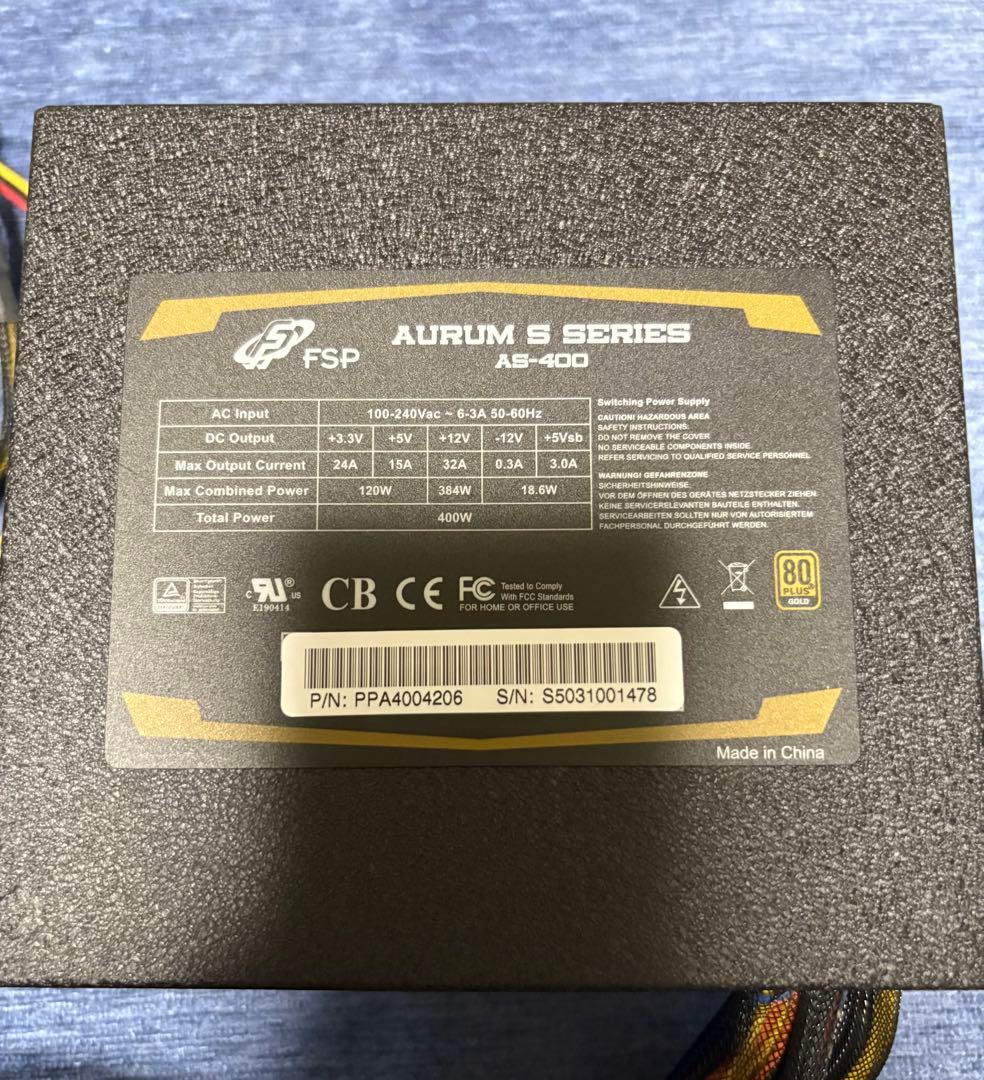 FSP
AURUM S SERIES
AS-400
AC Input 100-240Vac ~ 6-3A 50-60Hz
DC Output +3.3V +5V +12V -12V +5Vsb
Max Output Current 24A 15A 32A 0.3A 3.0A
Max Combined Power 120W 384W 18.6W
Total Power 400W
Switching Power Supply
CAUTION! HAZARDOUS AREA
SAFETY INSTRUCTIONS:
DO NOT REMOVE THE COVER
NO SERVICEABLE COMPONENTS INSIDE.
REFER SERVICING TO QUALIFIED SERVICE PERSONNEL
WARNUNG! GEFAHRENZONE
SICHERHEITSHINWEISE:
VOR DEM ÖFFNEN DES GERÄTES NETZSTECKER ZIEHEN.
KEINE SERVICERELEVANTEN BAUTEILE ENTHALTEN.
SERVICEARBEITEN SOLLTEN NUR VON AUTORISIERTEM
FACHPERSONAL DURCHGEFÜHRT WERDEN.
c RU ® US
E190414
CB CE FC Tested to Comply
With FCC Standards
FOR HOME OR OFFICE USE
80
PLUS
GOLD
P/N: PPA4004206 S/N: S5031001478
Made in China